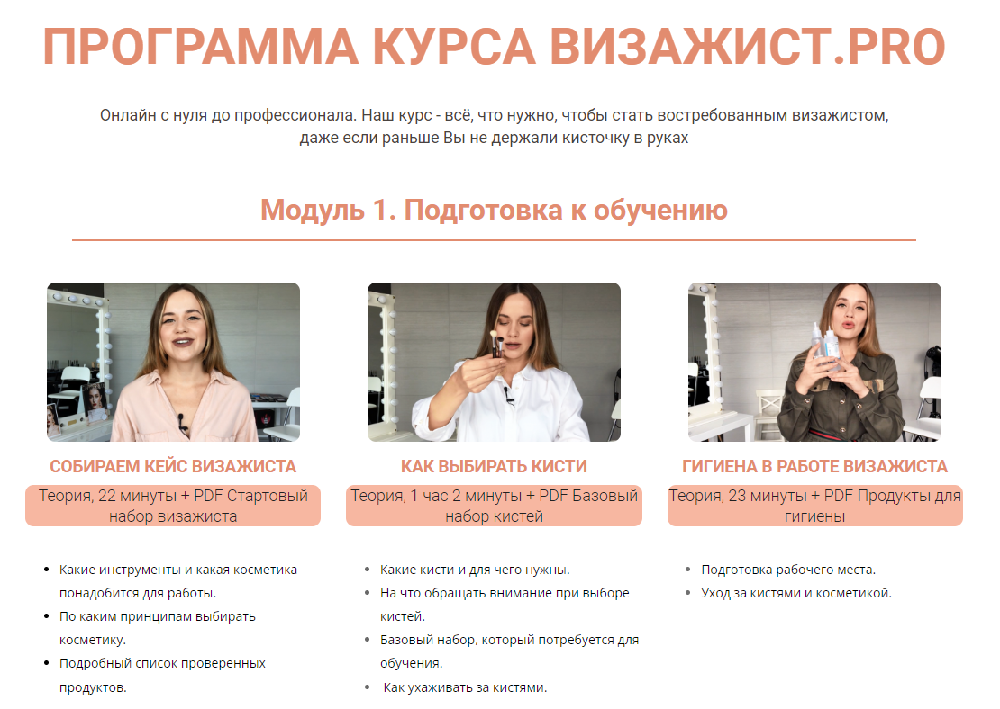 ПРОГРАММА КУРСА ВИЗАЖИСТ.PRO
Онлайн с нуля до профессионала. Наш курс - всё, что нужно, чтобы стать востребованным визажистом,
даже если раньше Вы не держали кисточку в руках
Модуль 1. Подготовка к обучению
СОБИРАЕМ КЕЙС ВИЗАЖИСТА
Теория, 22 минуты + PDF Стартовый
набор визажиста
Какие инструменты и какая косметика
понадобится для работы.
По каким принципам выбирать
косметику.
Подробный список проверенных
продуктов.
КАК ВЫБИРАТЬ КИСТИ
Теория, 1 час 2 минуты + PDF Базовый
набор кистей
Какие кисти и для чего нужны.
На что обращать внимание при выборе
кистей.
Базовый набор, который потребуется для
обучения.
Как ухаживать за кистями.
ГИГИЕНА В РАБОТЕ ВИЗАЖИСТА
Теория, 23 минуты + PDF Продукты для
гигиены
Подготовка рабочего места.
Уход за кистями и косметикой.